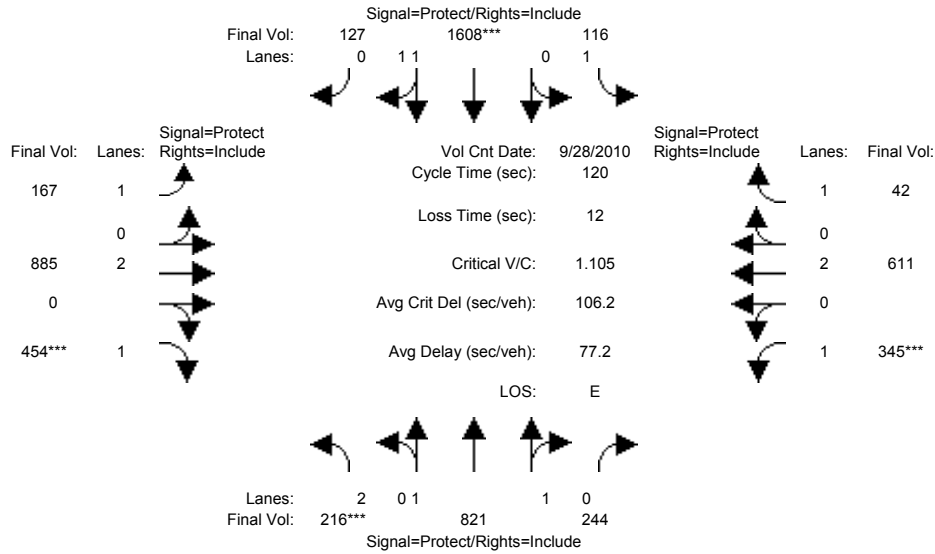 Signal=Protect/Rights=Include
Final Vol: 127 1608*** 116
Lanes: 0 1 1 0 1
Signal=Protect
Final Vol: Lanes: Rights=Include
Vol Cnt Date: 9/28/2010
Signal=Protect
Rights=Include Lanes: Final Vol:
Cycle Time (sec): 120
167 1
1 42
Loss Time (sec): 12
0
0
885 2
Critical V/C: 1.105
2 611
0
Avg Crit Del (sec/veh): 106.2
0
454*** 1
Avg Delay (sec/veh): 77.2
1 345***
LOS: E
Lanes: 2 0 1 1 0
Final Vol: 216*** 821 244
Signal=Protect/Rights=Include